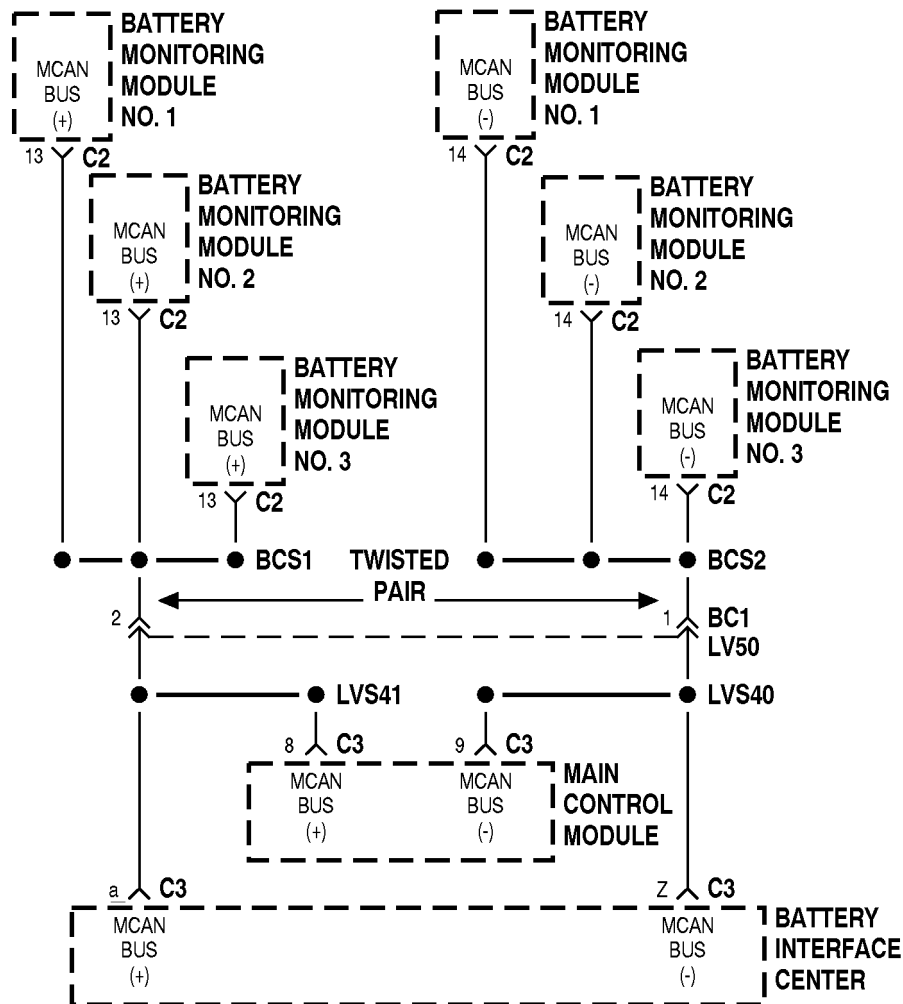 BATTERY
MONITORING
MODULE
NO. 1
MCAN
BUS
(+)
13
C2
BATTERY
MONITORING
MODULE
NO. 1
MCAN
BUS
(-)
14
C2
BATTERY
MONITORING
MODULE
NO. 2
MCAN
BUS
(+)
13
C2
BATTERY
MONITORING
MODULE
NO. 2
MCAN
BUS
(-)
14
C2
BATTERY
MONITORING
MODULE
NO. 3
MCAN
BUS
(+)
13
C2
BATTERY
MONITORING
MODULE
NO. 3
MCAN
BUS
(-)
14
C2
BCS1
TWISTED
PAIR
BCS2
2
1
BC1
LV50
LVS41
LVS40
8
C3
9
C3
MCAN
BUS
(+)
MCAN
BUS
(-)
MAIN
CONTROL
MODULE
a
C3
Z
C3
MCAN
BUS
(+)
MCAN
BUS
(-)
BATTERY
INTERFACE
CENTER